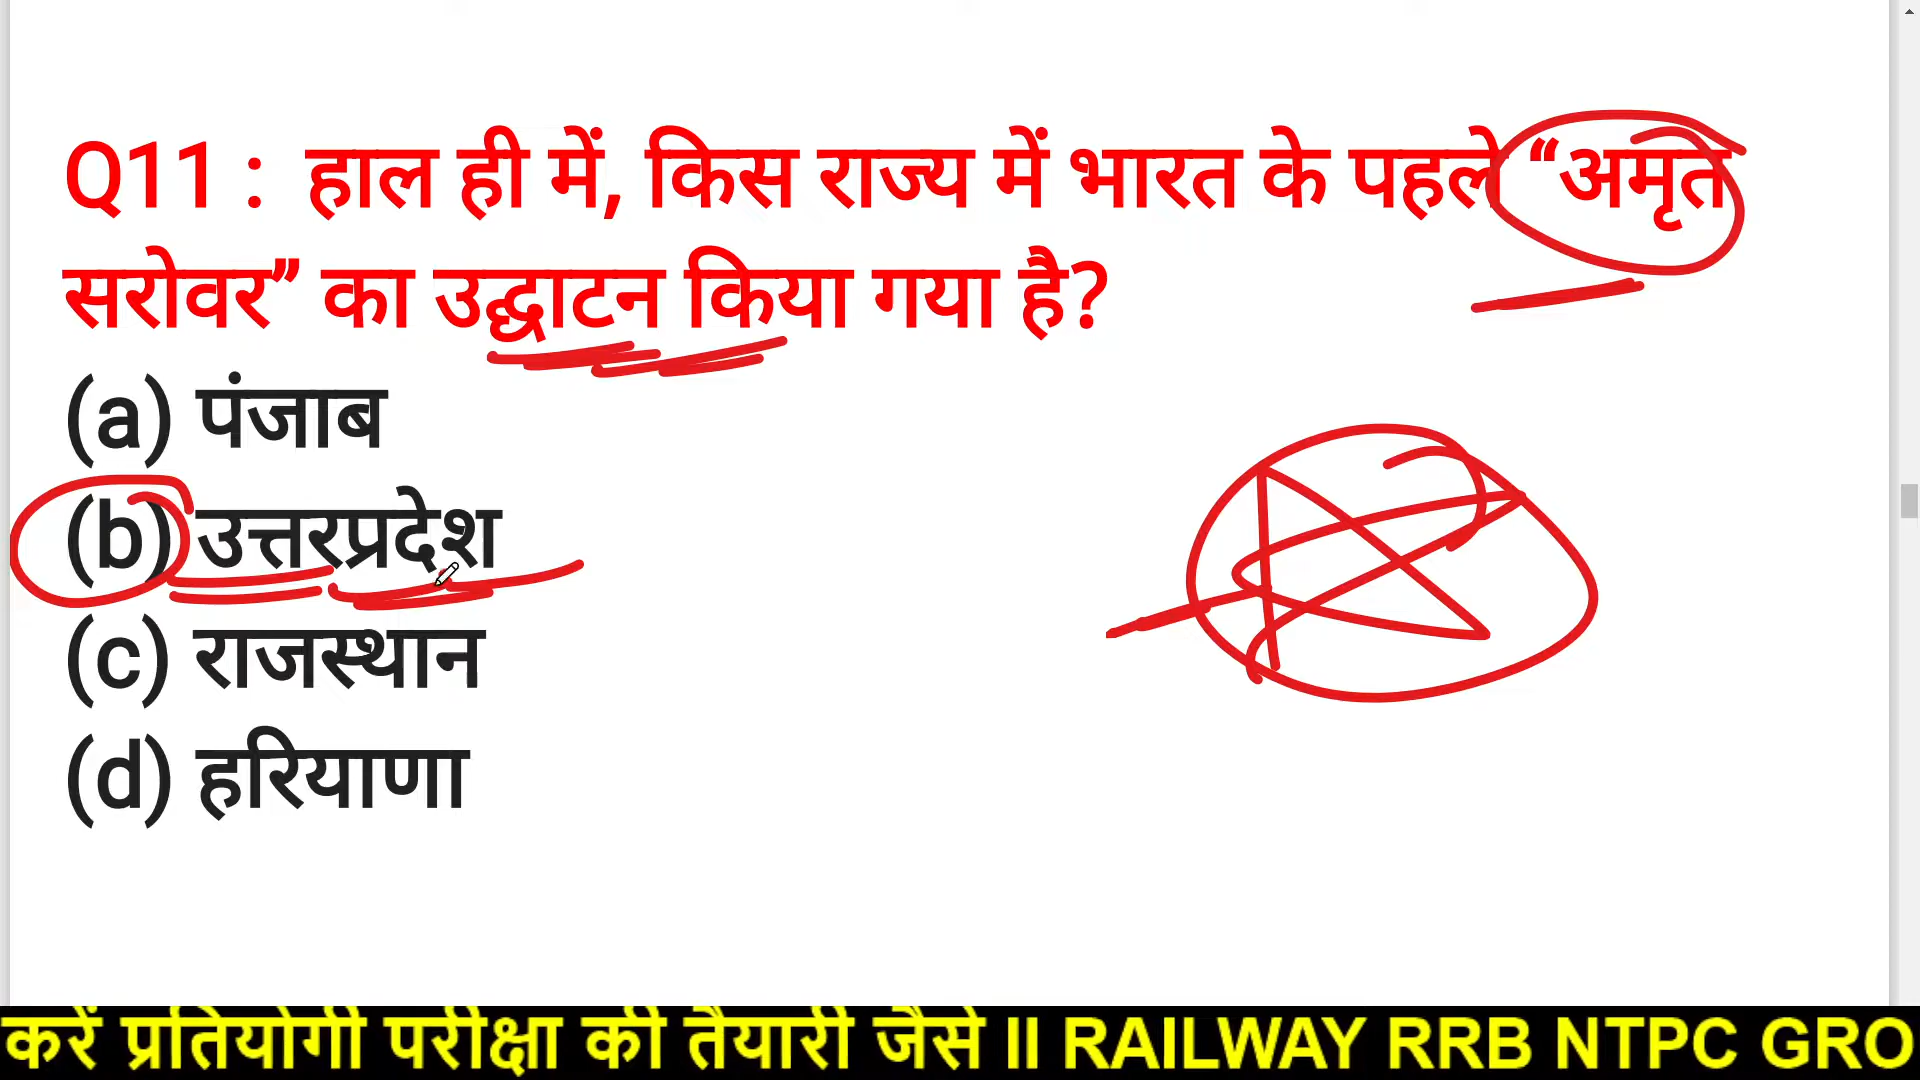 Q11 : हाल ही में, किस राज्य में भारत के पहले “अमृत
सरोवर” का उद्घाटन किया गया है?
(a) पंजाब
(b) उत्तरप्रदेश
(c) राजस्थान
(d) हरियाणा
करें प्रतियोगी परीक्षा की तैयारी जैसे II RAILWAY RRB NTPC GRO